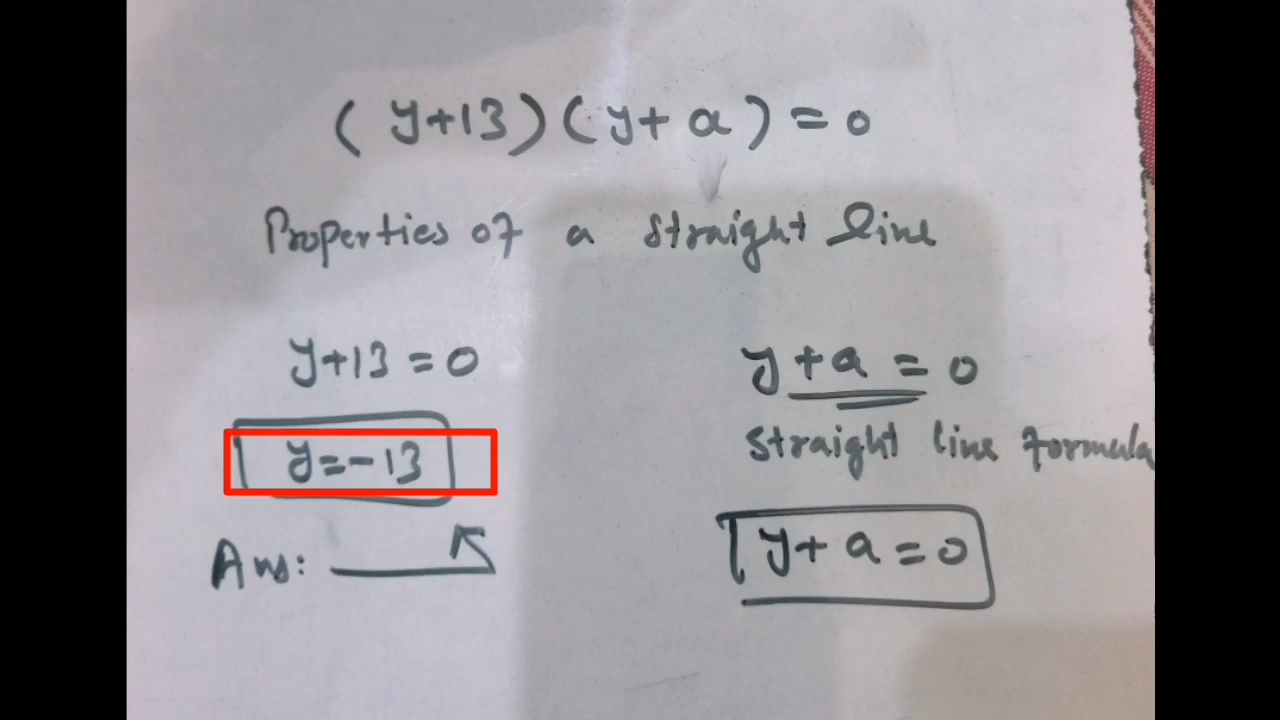 (y+13)(y+a)=0
Properties of a straight line
y+13=0
y=-13
Ans:
y+a=0
straight line formula
y+a=0